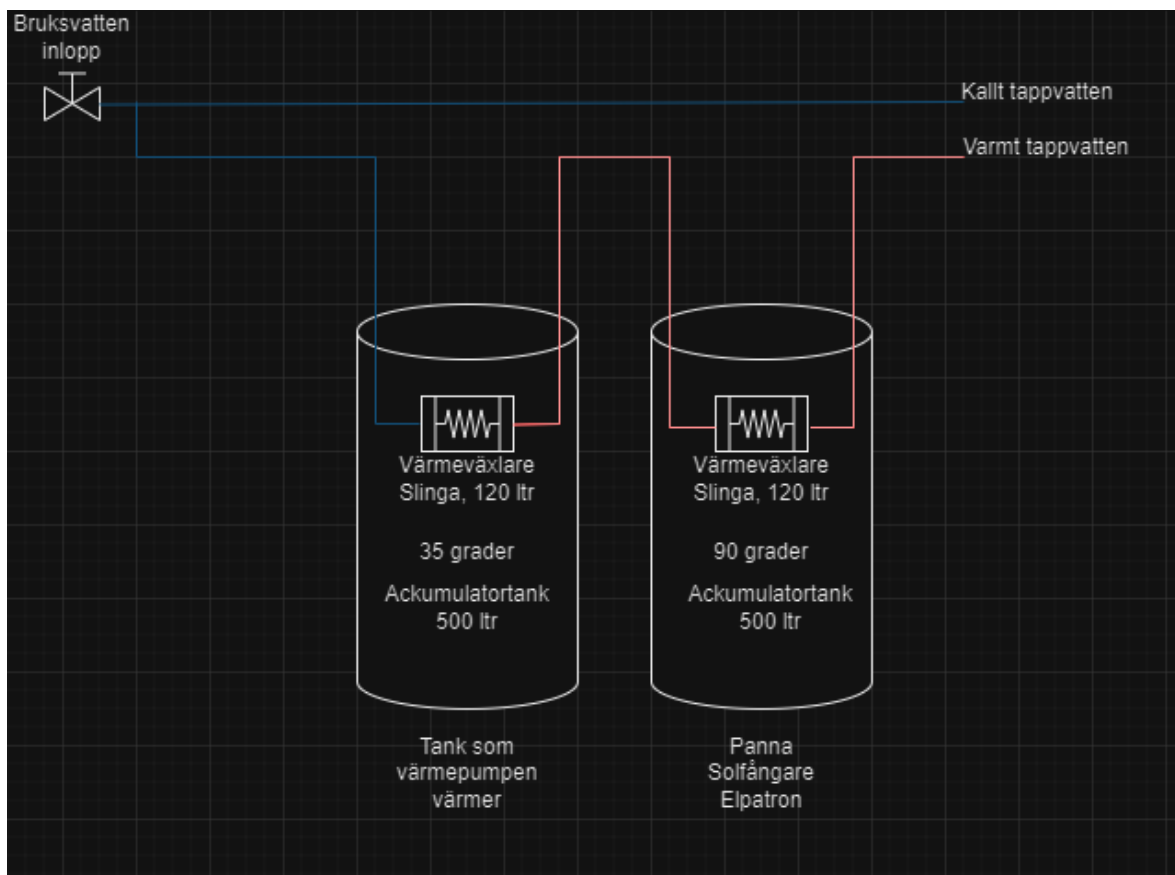 Bruksvatten
inlopp
Kallt tappvatten
Varmt tappvatten
Värmeväxlare
Slinga, 120 ltr
35 grader
Ackumulatortank
500 ltr
Tank som
värmepumpen
värmer
Värmeväxlare
Slinga, 120 ltr
90 grader
Ackumulatortank
500 ltr
Panna
Solfångare
Elpatron